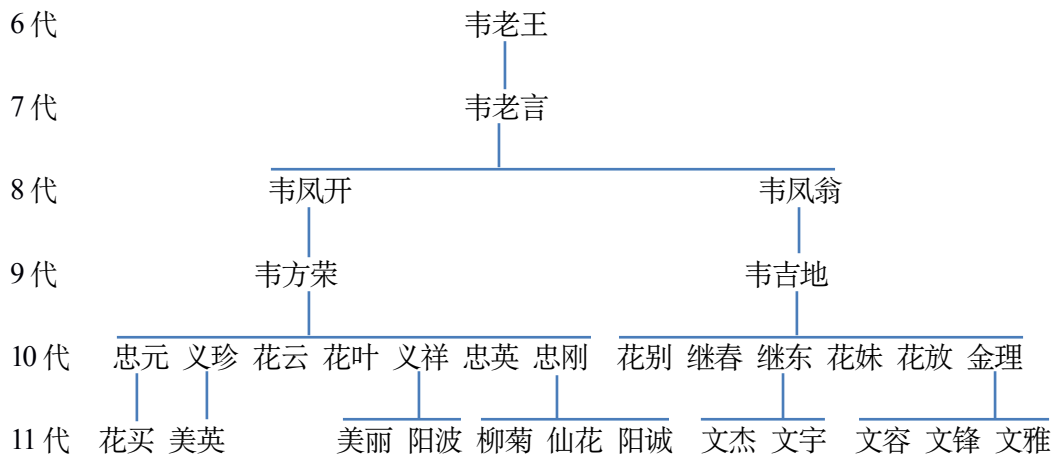 6 代 韦老王
7 代 韦老言
8 代 韦凤开 韦凤翁
9 代 韦方荣 韦吉地
10 代 忠元 义珍 花云 花叶 义祥 忠英 忠刚 花别 继春 继东 花妹 花放 金理
11 代 花买 美英 美丽 阳波 柳菊 仙花 阳诚 文杰 文宇 文容 文锋 文雅